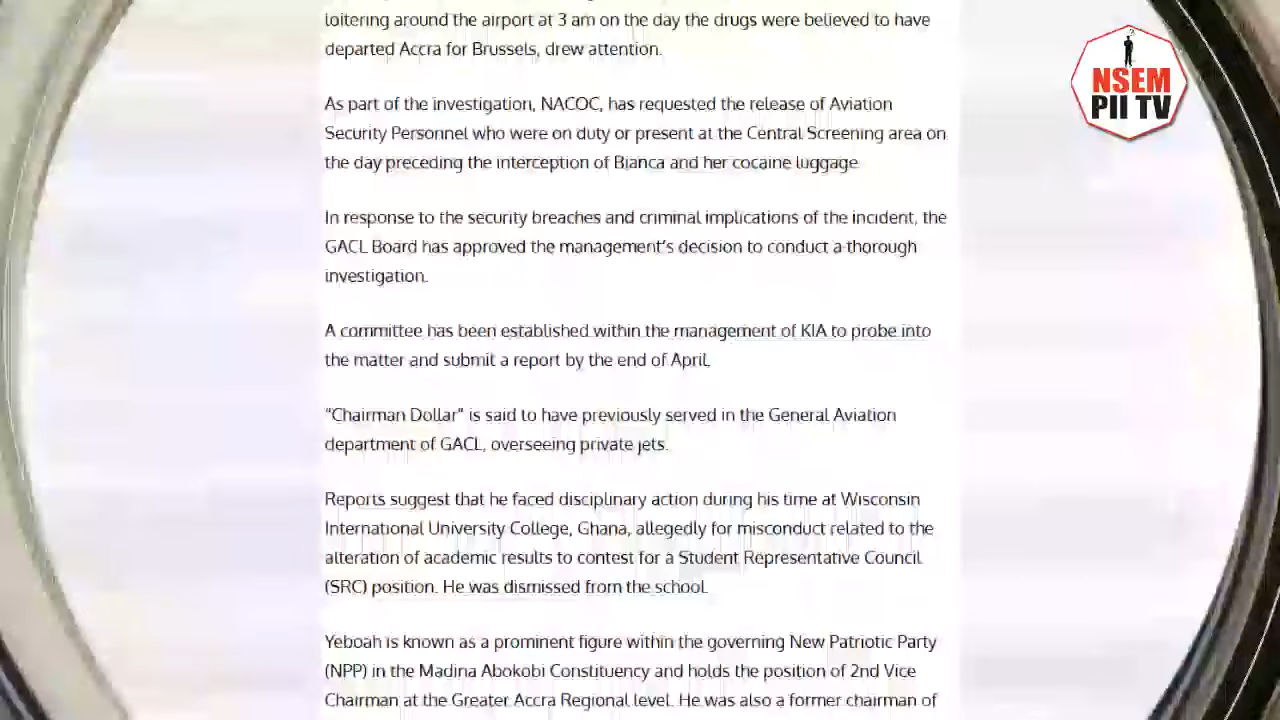 loitering around the airport at 3 am on the day the drugs were believed to have
departed Accra for Brussels, drew attention.
As part of the investigation, NACOC, has requested the release of Aviation
Security Personnel who were on duty or present at the Central Screening area on
the day preceding the interception of Bianca and her cocaine luggage.
In response to the security breaches and criminal implications of the incident, the
GACL Board has approved the management's decision to conduct a thorough
investigation.
A committee has been established within the management of KIA to probe into
the matter and submit a report by the end of April.
"Chairman Dollar" is said to have previously served in the General Aviation
department of GACL, overseeing private jets.
Reports suggest that he faced disciplinary action during his time at Wisconsin
International University College, Ghana, allegedly for misconduct related to the
alteration of academic results to contest for a Student Representative Council
(SRC) position. He was dismissed from the school.
Yeboah is known as a prominent figure within the governing New Patriotic Party
(NPP) in the Madina Abokobi Constituency and holds the position of 2nd Vice
Chairman at the Greater Accra Regional level. He was also a former chairman of
NSEM
PII TV